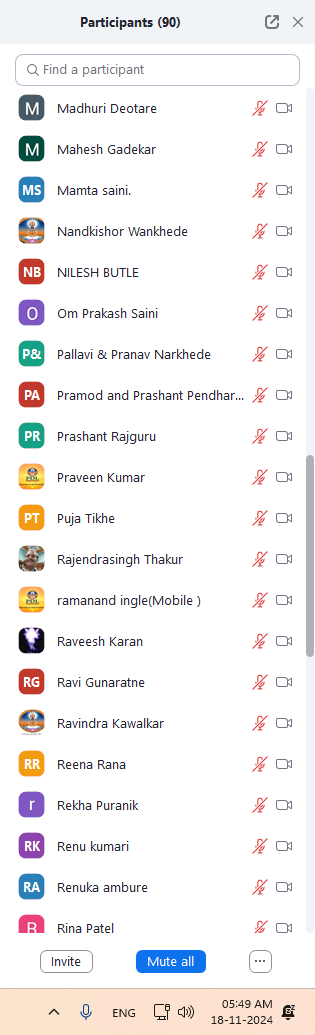 Participants (90)
Find a participant
M Madhuri Deotare
M Mahesh Gadekar
MS Mamta saini.
Nandkishor Wankhede
NB NILESH BUTLE
O Om Prakash Saini
P& Pallavi & Pranav Narkhede
PA Pramod and Prashant Pendhar...
PR Prashant Rajguru
Praveen Kumar
PT Puja Tikhe
Rajendrasingh Thakur
ramanand ingle(Mobile )
Raveesh Karan
RG Ravi Gunaratne
Ravindra Kawalkar
RR Reena Rana
r Rekha Puranik
RK Renu kumari
RA Renuka ambure
R Rina Patel
Invite Mute all ...
ENG 05:49 AM
18-11-2024